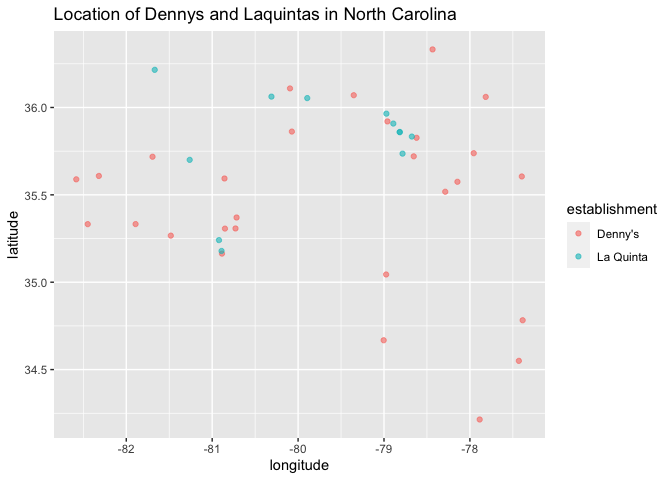 Location of Dennys and Laquintas in North Carolina
36.0
35.5
35.0
34.5
latitude
-82
-81
-80
-79
-78
longitude
establishment
Denny's
La Quinta